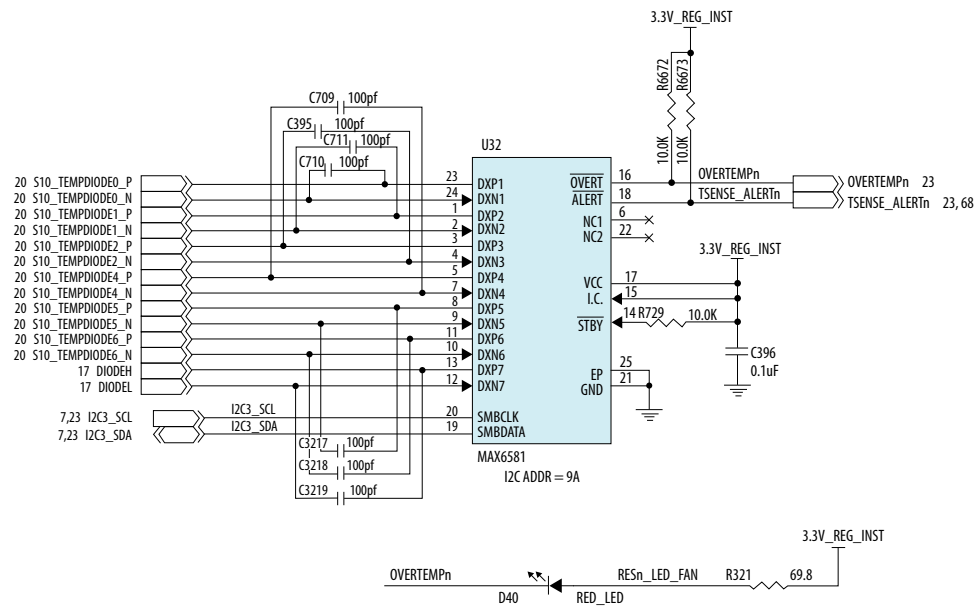 3.3V_REG_INST
R6672
R6673
10.0K
10.0K
C709 100pf
C395 100pf
C711 100pf
C710 100pf
U32
20 S10_TEMPDIODE0_P 23 DXP1
20 S10_TEMPDIODE0_N 24 DXN1
20 S10_TEMPDIODE1_P 1 DXP2
20 S10_TEMPDIODE1_N 2 DXN2
20 S10_TEMPDIODE2_P 3 DXP3
20 S10_TEMPDIODE2_N 4 DXN3
20 S10_TEMPDIODE4_P 5 DXP4
20 S10_TEMPDIODE4_N 7 DXN4
20 S10_TEMPDIODE5_P 8 DXP5
20 S10_TEMPDIODE5_N 9 DXN5
20 S10_TEMPDIODE6_P 11 DXP6
20 S10_TEMPDIODE6_N 10 DXN6
17 DIODEH 13 DXP7
17 DIODEL 12 DXN7
7,23 I2C3_SCL I2C3_SCL 20 SMBCLK
7,23 I2C3_SDA I2C3_SDA 19 SMBDATA
OVERT 16 OVERTEMPn OVERTEMPn 23
ALERT 18 TSENSE_ALERTn TSENSE_ALERTn 23, 68
NC1 6
NC2 22
3.3V_REG_INST
VCC 17
I.C. 15
STBY 14 R729 10.0K
C396
0.1uF
EP 25
GND 21
C3217 100pf
C3218 100pf
C3219 100pf
MAX6581
I2C ADDR = 9A
3.3V_REG_INST
OVERTEMPn RESn_LED_FAN R321 69.8
D40 RED_LED